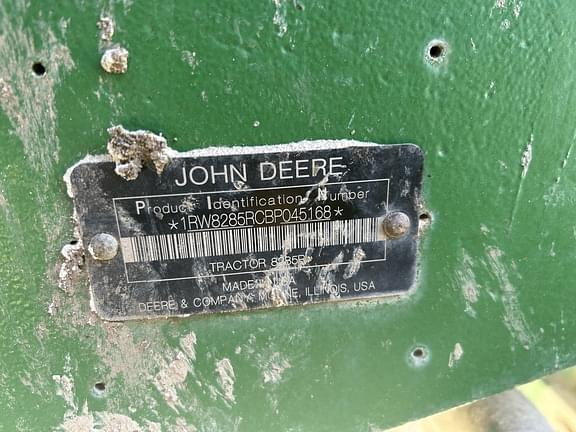 JOHN DEERE
Product Identification Number
*1RW8285RCBP045168*
TRACTOR 8285R
MADE IN USA
DEERE & COMPANY MOLINE, ILLINOIS, USA